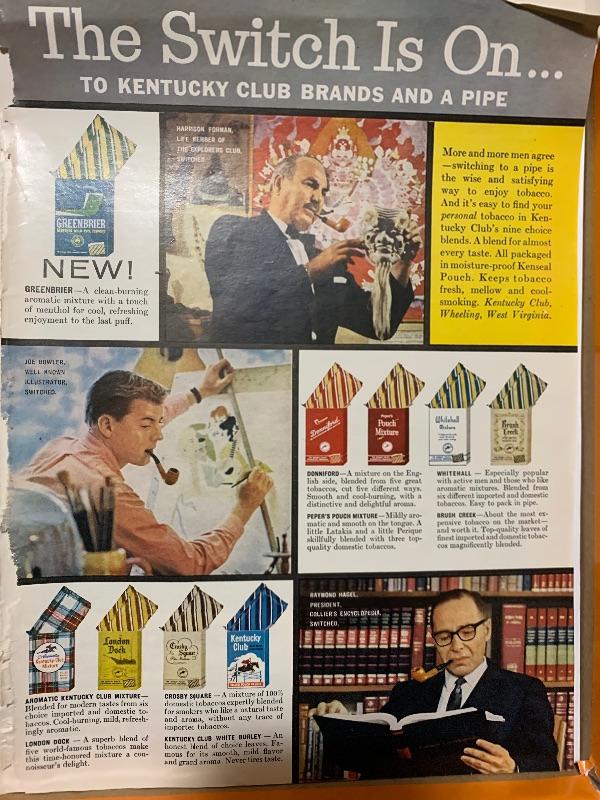 The Switch Is On...
TO KENTUCKY CLUB BRANDS AND A PIPE
GREENBRIER
NEW!
GREENBRIER—A clean-burning
aromatic mixture with a touch
of menthol for cool, refreshing
enjoyment to the last puff.
HARRISON FORMAN,
LIFE MEMBER OF
THE EXPLORERS CLUB,
SWITCHED.
More and more men agree
—switching to a pipe is
the wise and satisfying
way to enjoy tobacco.
And it's easy to find your
personal tobacco in Ken-
tucky Club's nine choice
blends. A blend for almost
every taste. All packaged
in moisture-proof Kenseal
Pouch. Keeps tobacco
fresh, mellow and cool-
smoking. Kentucky Club,
Wheeling, West Virginia.
JOE BOWLER,
WELL KNOWN
ILLUSTRATOR,
SWITCHED.
Donniford
Peper's
Pouch
Mixture
Whitehall
Mixture
Brush
Creek
DONNIFORD—A mixture on the Eng-
lish side, blended from five great
tobaccos, cut five different ways.
Smooth and cool-burning, with a
distinctive and delightful aroma.
PEPER'S POUCH MIXTURE—Mildly aro-
matic and smooth on the tongue. A
little Latakia and a little Perique
skillfully blended with three top-
quality domestic tobaccos.
WHITEHALL — Especially popular
with active men and those who like
aromatic mixtures. Blended from
six different imported and domestic
tobaccos. Easy to pack in pipe.
BRUSH CREEK—About the most ex-
pensive tobacco on the market—
and worth it. Top-quality leaves of
finest imported and domestic tobac-
cos magnificently blended.
Kentucky Club
Mixture
London
Dock
Crosby
Square
Kentucky
Club
AROMATIC KENTUCKY CLUB MIXTURE—
Blended for modern tastes from six
choice imported and domestic to-
baccos. Cool-burning, mild, refresh-
ingly aromatic.
LONDON DOCK — A superb blend of
five world-famous tobaccos make
this time-honored mixture a con-
noisseur's delight.
CROSBY SQUARE—A mixture of 100%
domestic tobaccos expertly blended
for smokers who like a natural taste
and aroma, without any trace of
imported tobaccos.
KENTUCKY CLUB WHITE BURLEY — An
honest blend of choice leaves. Fa-
mous for its smooth, mild flavor
and grand aroma. Never tires taste.
RAYMOND HAGEL,
PRESIDENT,
COLLIER'S ENCYCLOPEDIA,
SWITCHED.